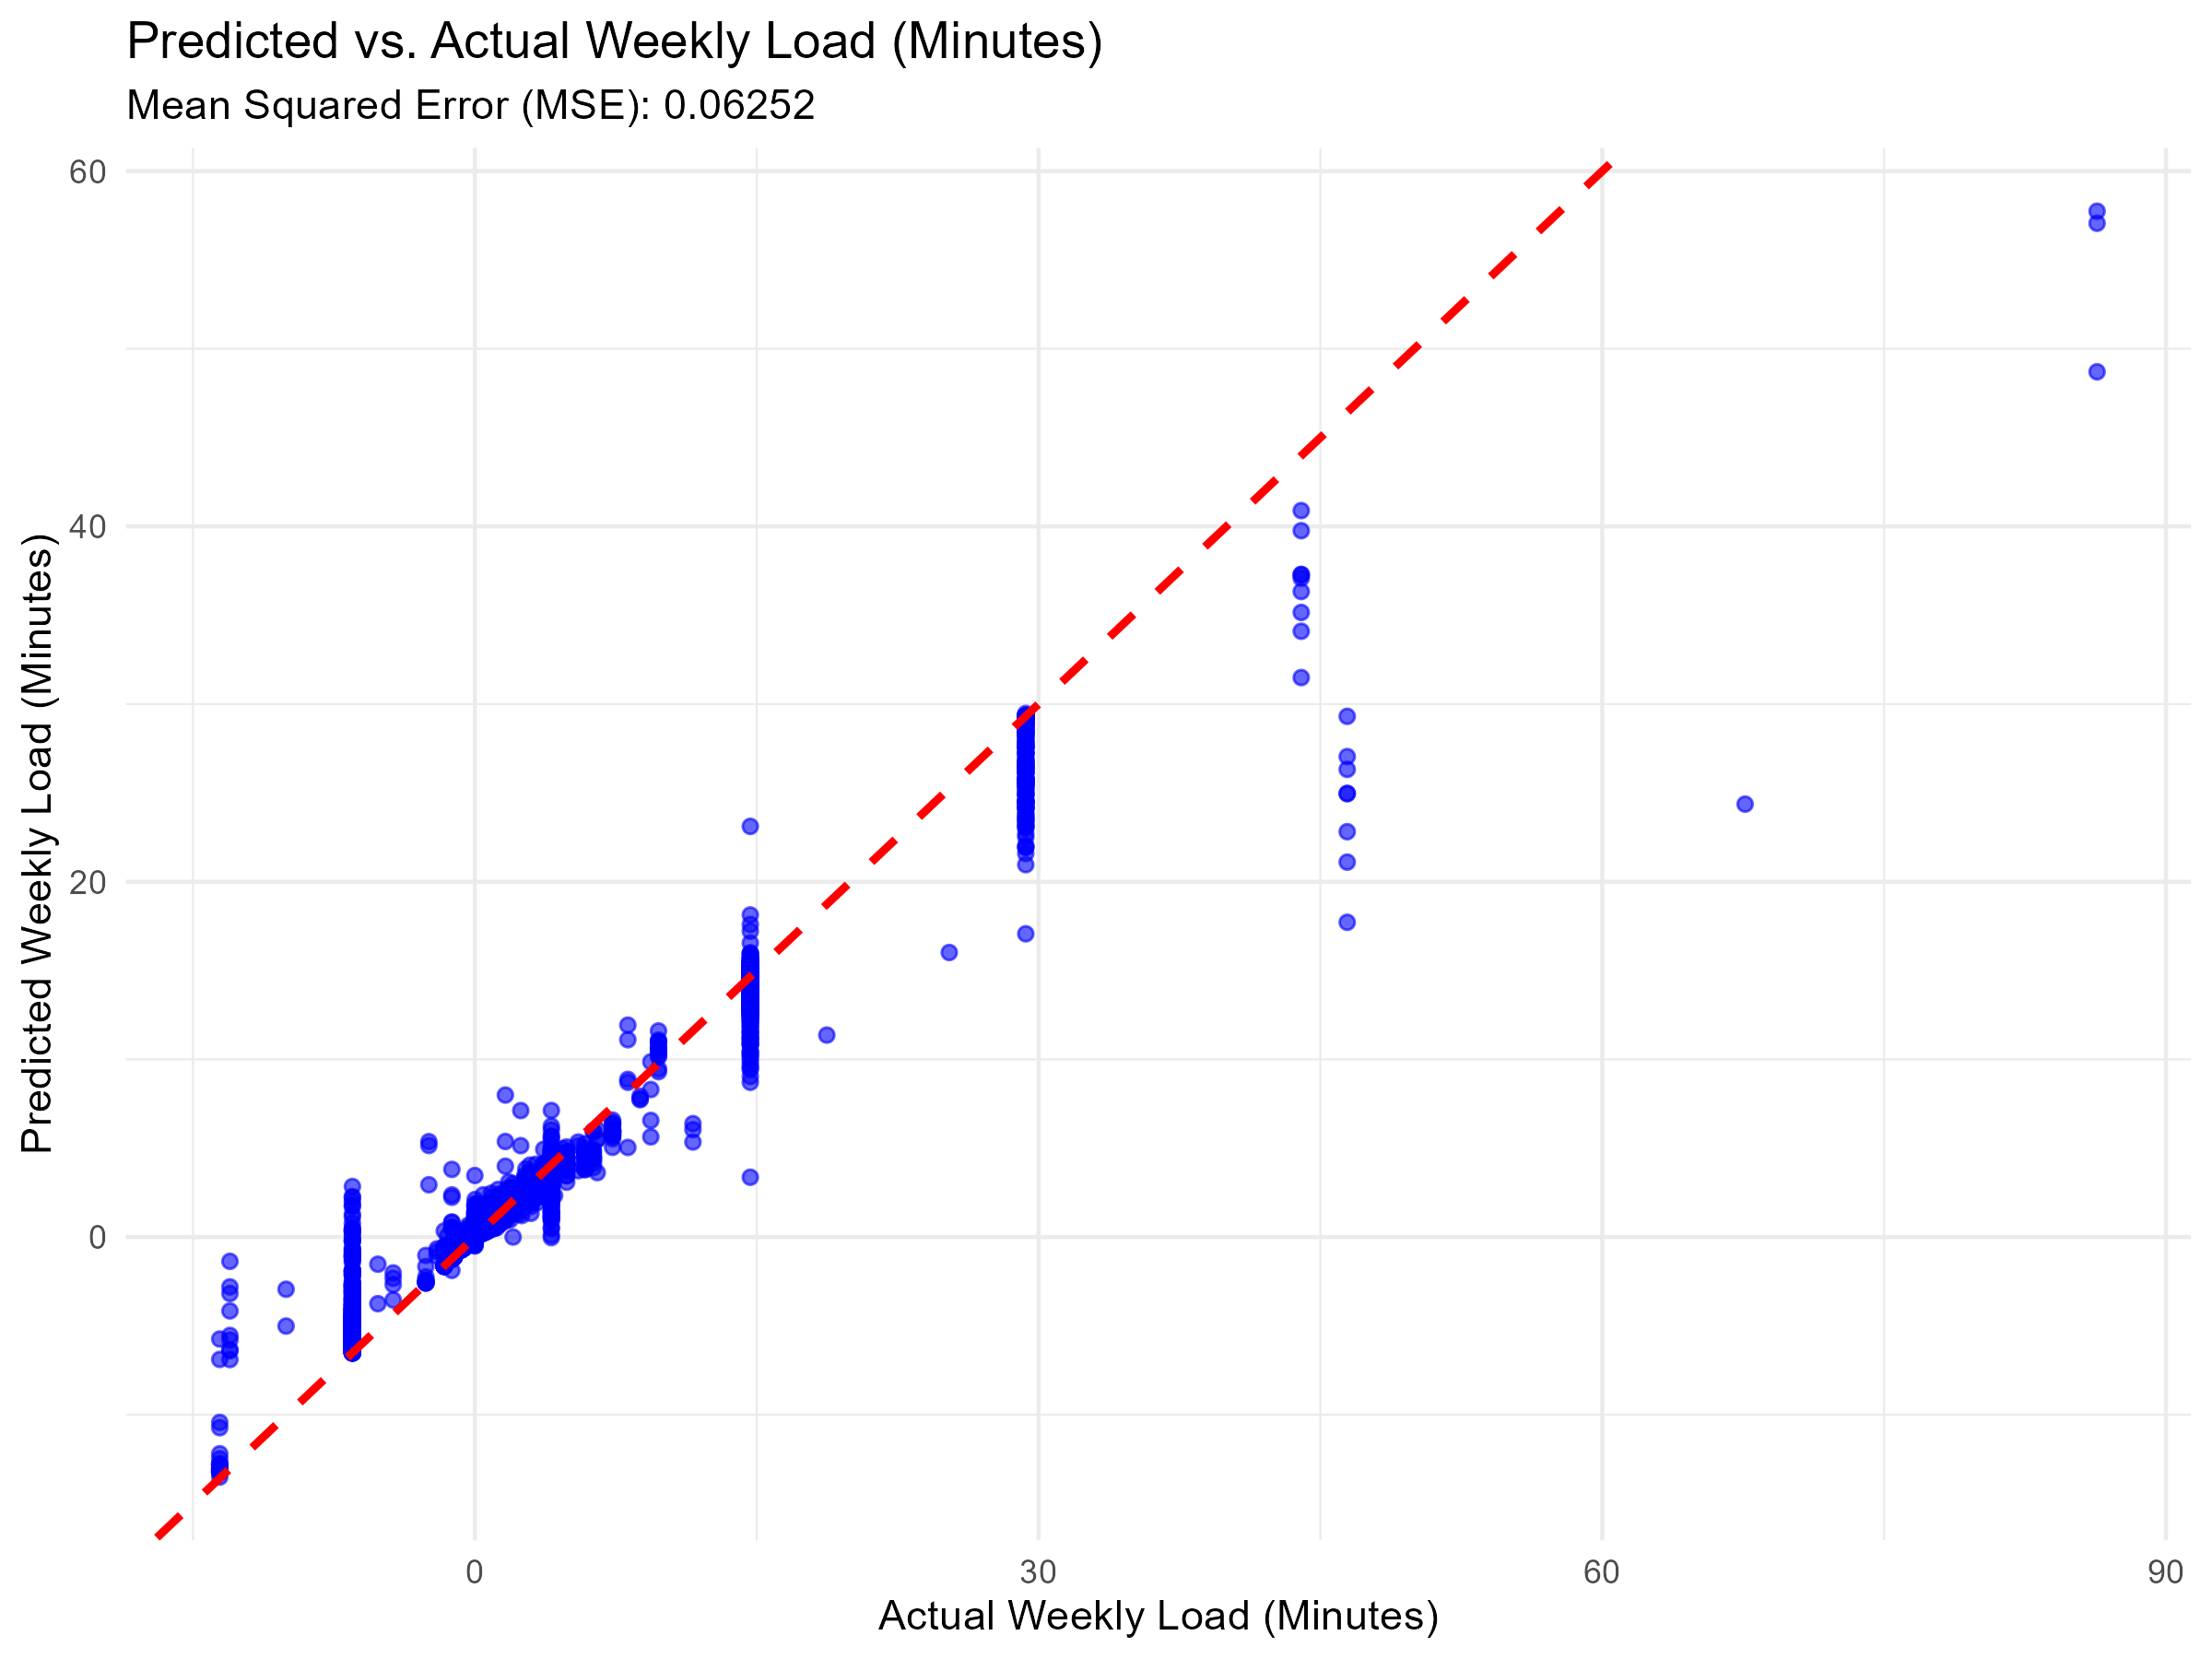 Predicted vs. Actual Weekly Load (Minutes)
Mean Squared Error (MSE): 0.06252
60
40
20
0
Predicted Weekly Load (Minutes)
0 30 60 90
Actual Weekly Load (Minutes)